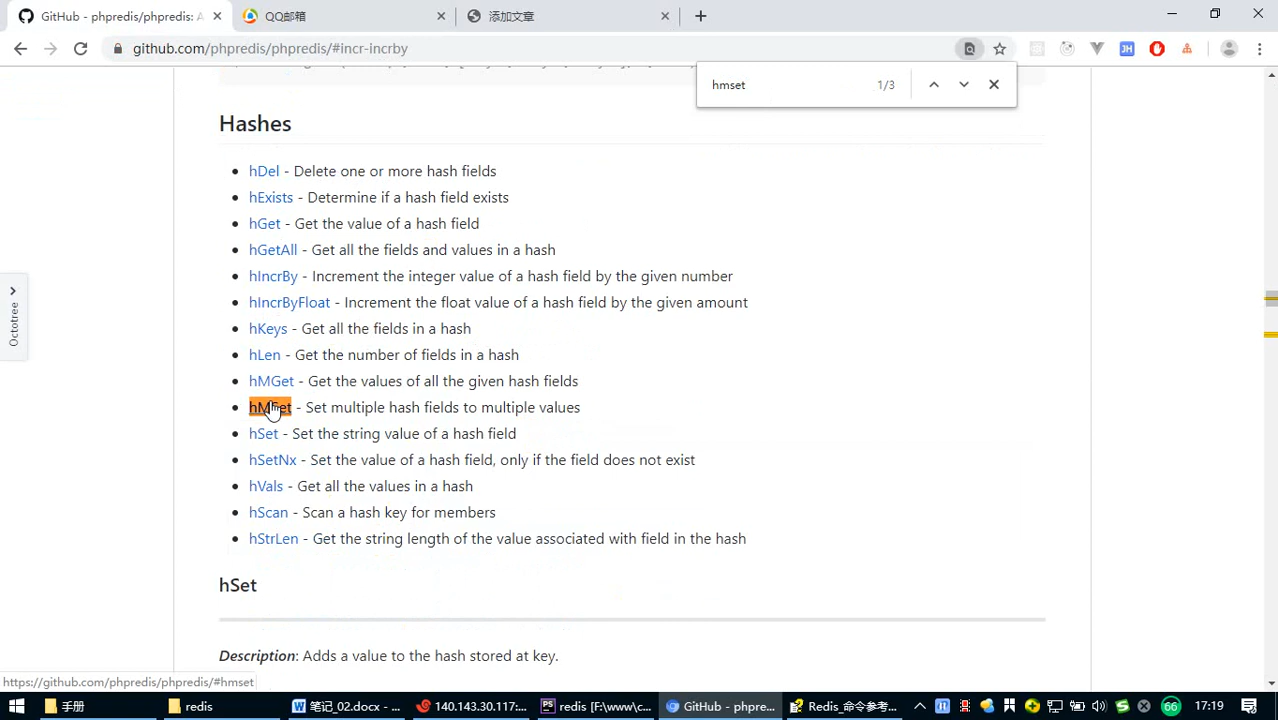 GitHub - phpredis/phpredis: A
QQ邮箱
添加文章
github.com/phpredis/phpredis/#incr-incrby
JH
hmset
1/3
Hashes
hDel - Delete one or more hash fields
hExists - Determine if a hash field exists
hGet - Get the value of a hash field
hGetAll - Get all the fields and values in a hash
hIncrBy - Increment the integer value of a hash field by the given number
hIncrByFloat - Increment the float value of a hash field by the given amount
hKeys - Get all the fields in a hash
hLen - Get the number of fields in a hash
hMGet - Get the values of all the given hash fields
hMSet - Set multiple hash fields to multiple values
hSet - Set the string value of a hash field
hSetNx - Set the value of a hash field, only if the field does not exist
hVals - Get all the values in a hash
hScan - Scan a hash key for members
hStrLen - Get the string length of the value associated with field in the hash
Octotree
hSet
Description: Adds a value to the hash stored at key.
https://github.com/phpredis/phpredis/#hmset
手册
redis
笔记_02.docx - ...
140.143.30.117:...
PS
redis [F:\www\c...
GitHub - phpre...
Redis_命令参考...
66
17:19